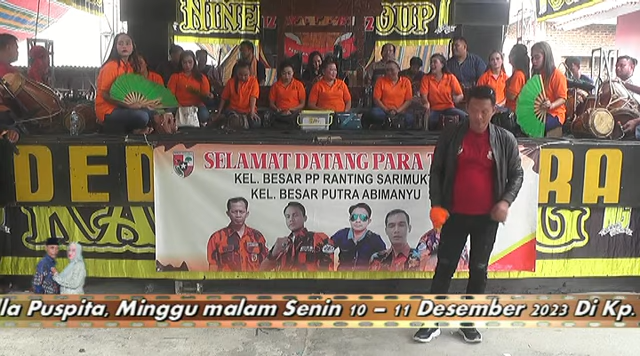 NINE
OUP
SELAMAT DATANG PARA
KEL. BESAR PP RANTING SARIMUK
KEL. BESAR PUTRA ABIMANYU
DED
RA
lla Puspita, Minggu malam Senin 10 – 11 Desember 2023 Di Kp.